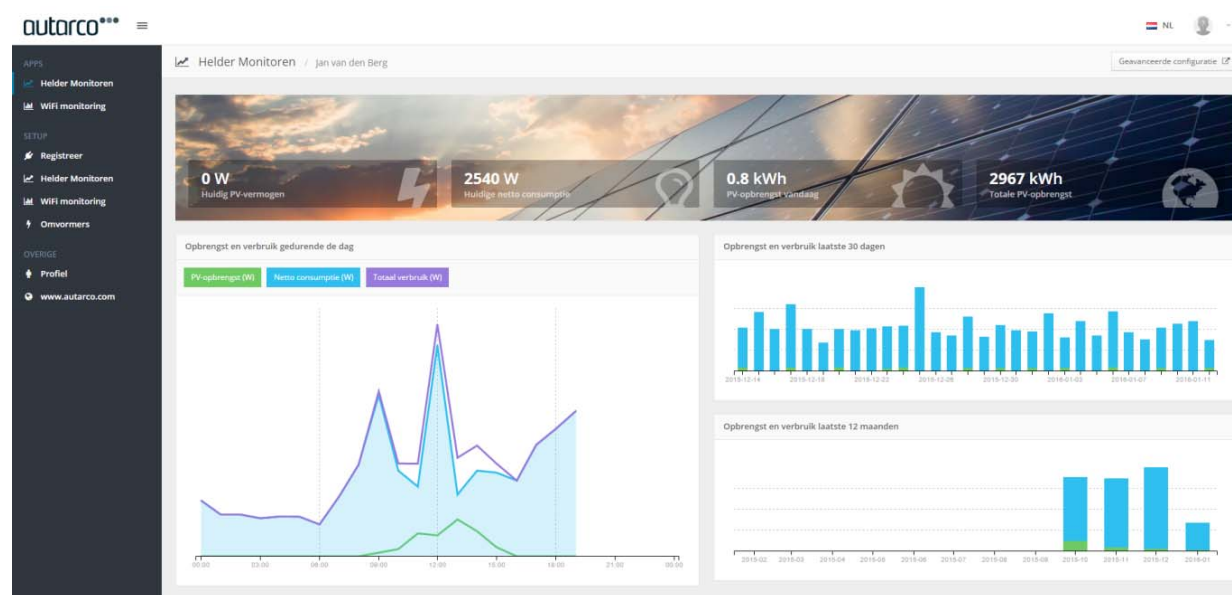 autarco
NL
APPS
Helder Monitoren
WiFi monitoring
SETUP
Registreer
Helder Monitoren
WiFi monitoring
Omvormers
OVERIGE
Profiel
www.autarco.com
Helder Monitoren / Jan van den Berg
Geavanceerde configuratie
0 W
Huidig PV-vermogen
2540 W
Huidige netto consumptie
0.8 kWh
PV-opbrengst vandaag
2967 kWh
Totale PV-opbrengst
Opbrengst en verbruik gedurende de dag
PV-opbrengst (W) Netto consumptie (W) Totaal verbruik (W)
00:00 03:00 06:00 09:00 12:00 15:00 18:00 21:00 00:00
Opbrengst en verbruik laatste 30 dagen
2015-12-14 2015-12-18 2015-12-22 2015-12-26 2015-12-30 2016-01-03 2016-01-07 2016-01-11
Opbrengst en verbruik laatste 12 maanden
2015-02 2015-03 2015-04 2015-05 2015-06 2015-07 2015-08 2015-09 2015-10 2015-11 2015-12 2016-01